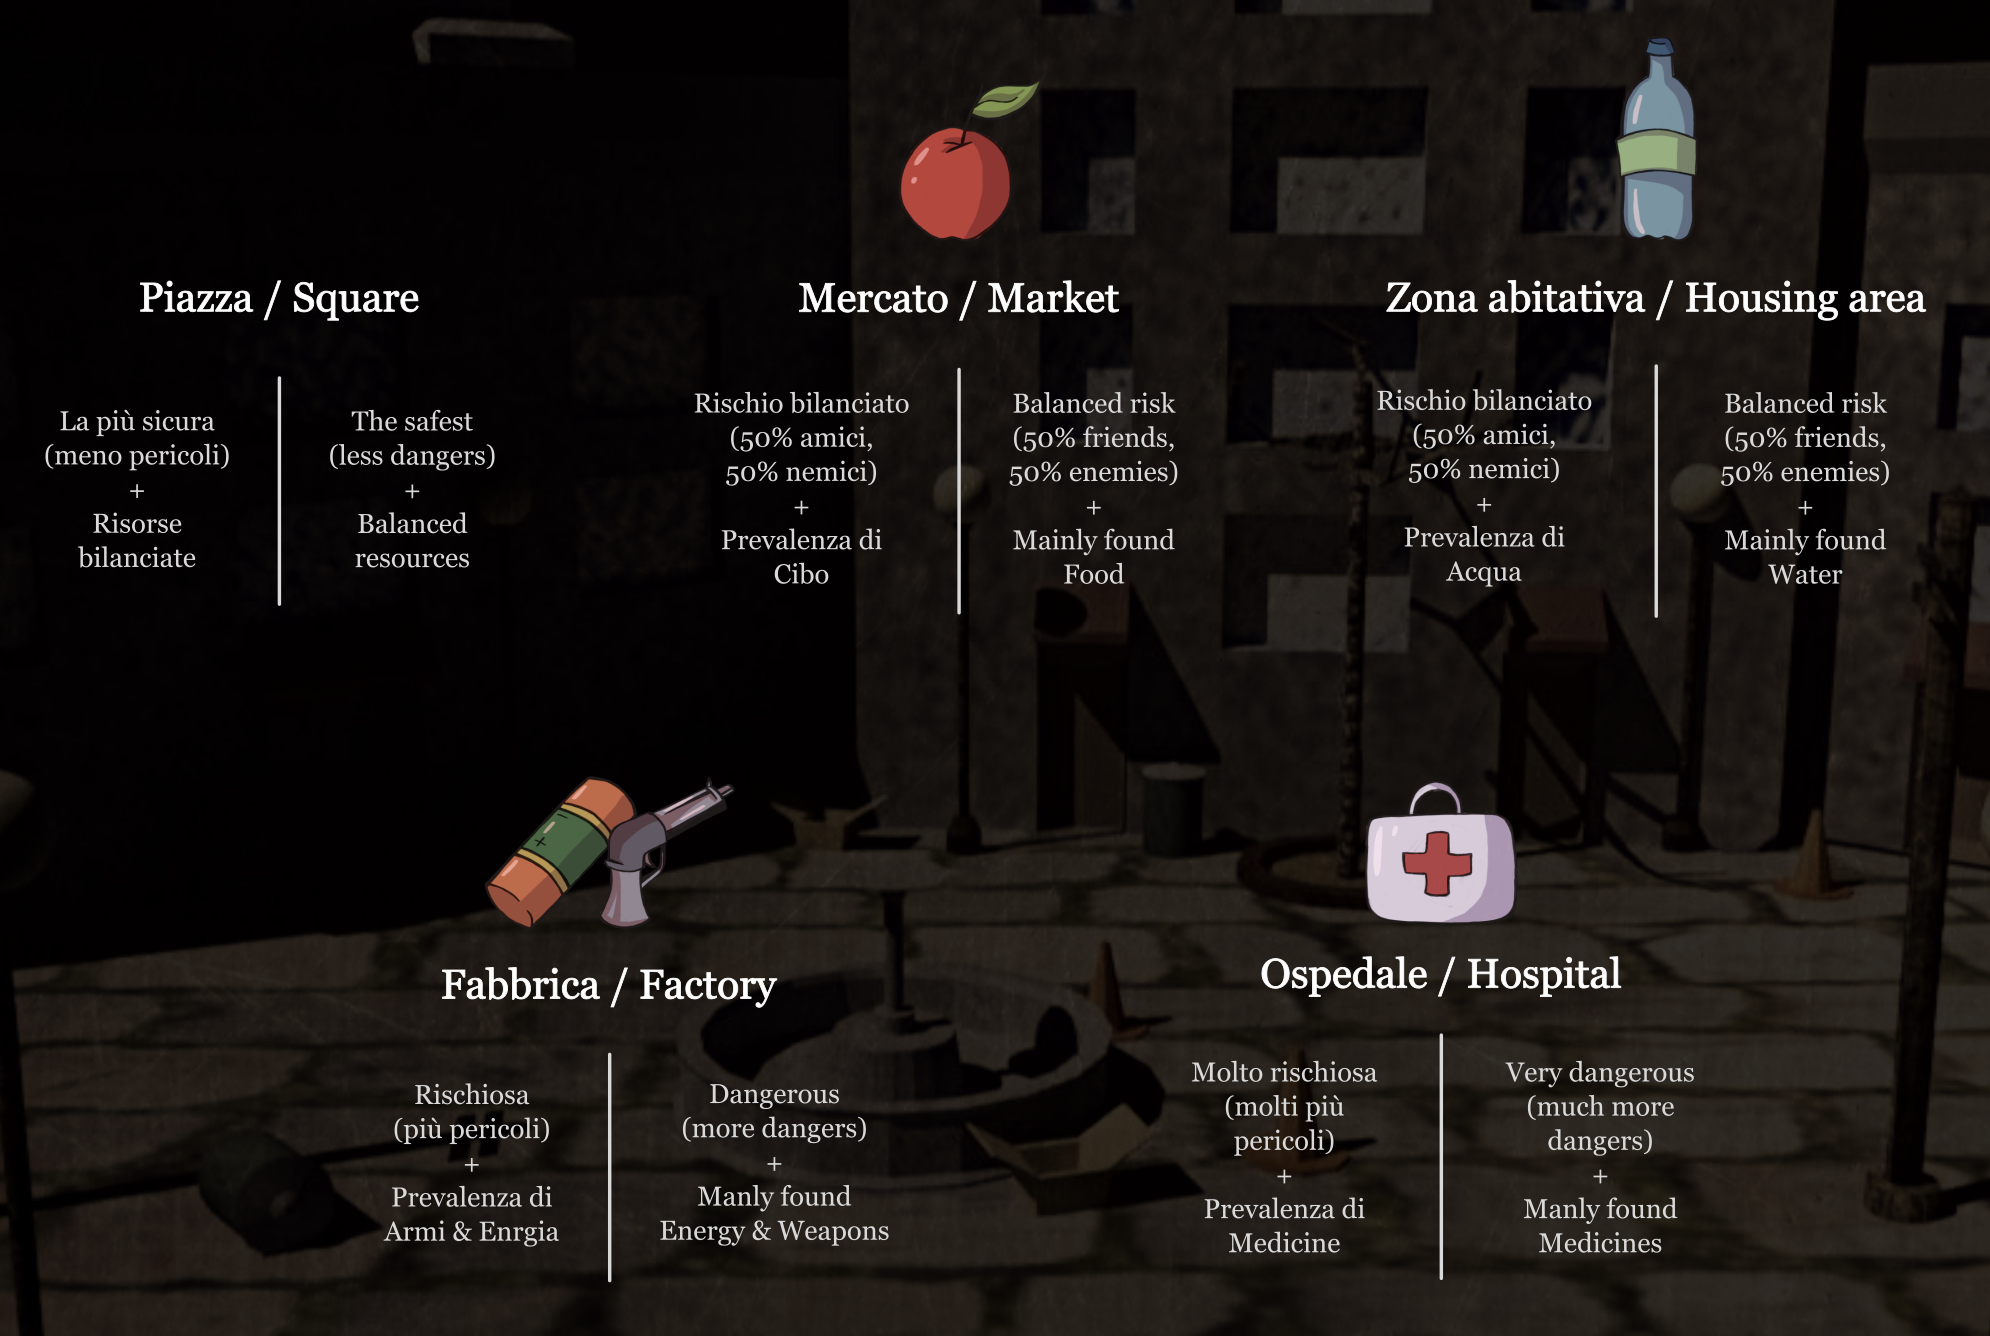 Piazza / Square
La più sicura
(meno pericoli)
+
Risorse
bilanciate
The safest
(less dangers)
+
Balanced
resources
Mercato / Market
Rischio bilanciato
(50% amici,
50% nemici)
+
Prevalenza di
Cibo
Balanced risk
(50% friends,
50% enemies)
+
Mainly found
Food
Zona abitativa / Housing area
Rischio bilanciato
(50% amici,
50% nemici)
+
Prevalenza di
Acqua
Balanced risk
(50% friends,
50% enemies)
+
Mainly found
Water
Fabbrica / Factory
Rischiosa
(più pericoli)
+
Prevalenza di
Armi & Enrgia
Dangerous
(more dangers)
+
Manly found
Energy & Weapons
Ospedale / Hospital
Molto rischiosa
(molti più
pericoli)
+
Prevalenza di
Medicine
Very dangerous
(much more
dangers)
+
Manly found
Medicines